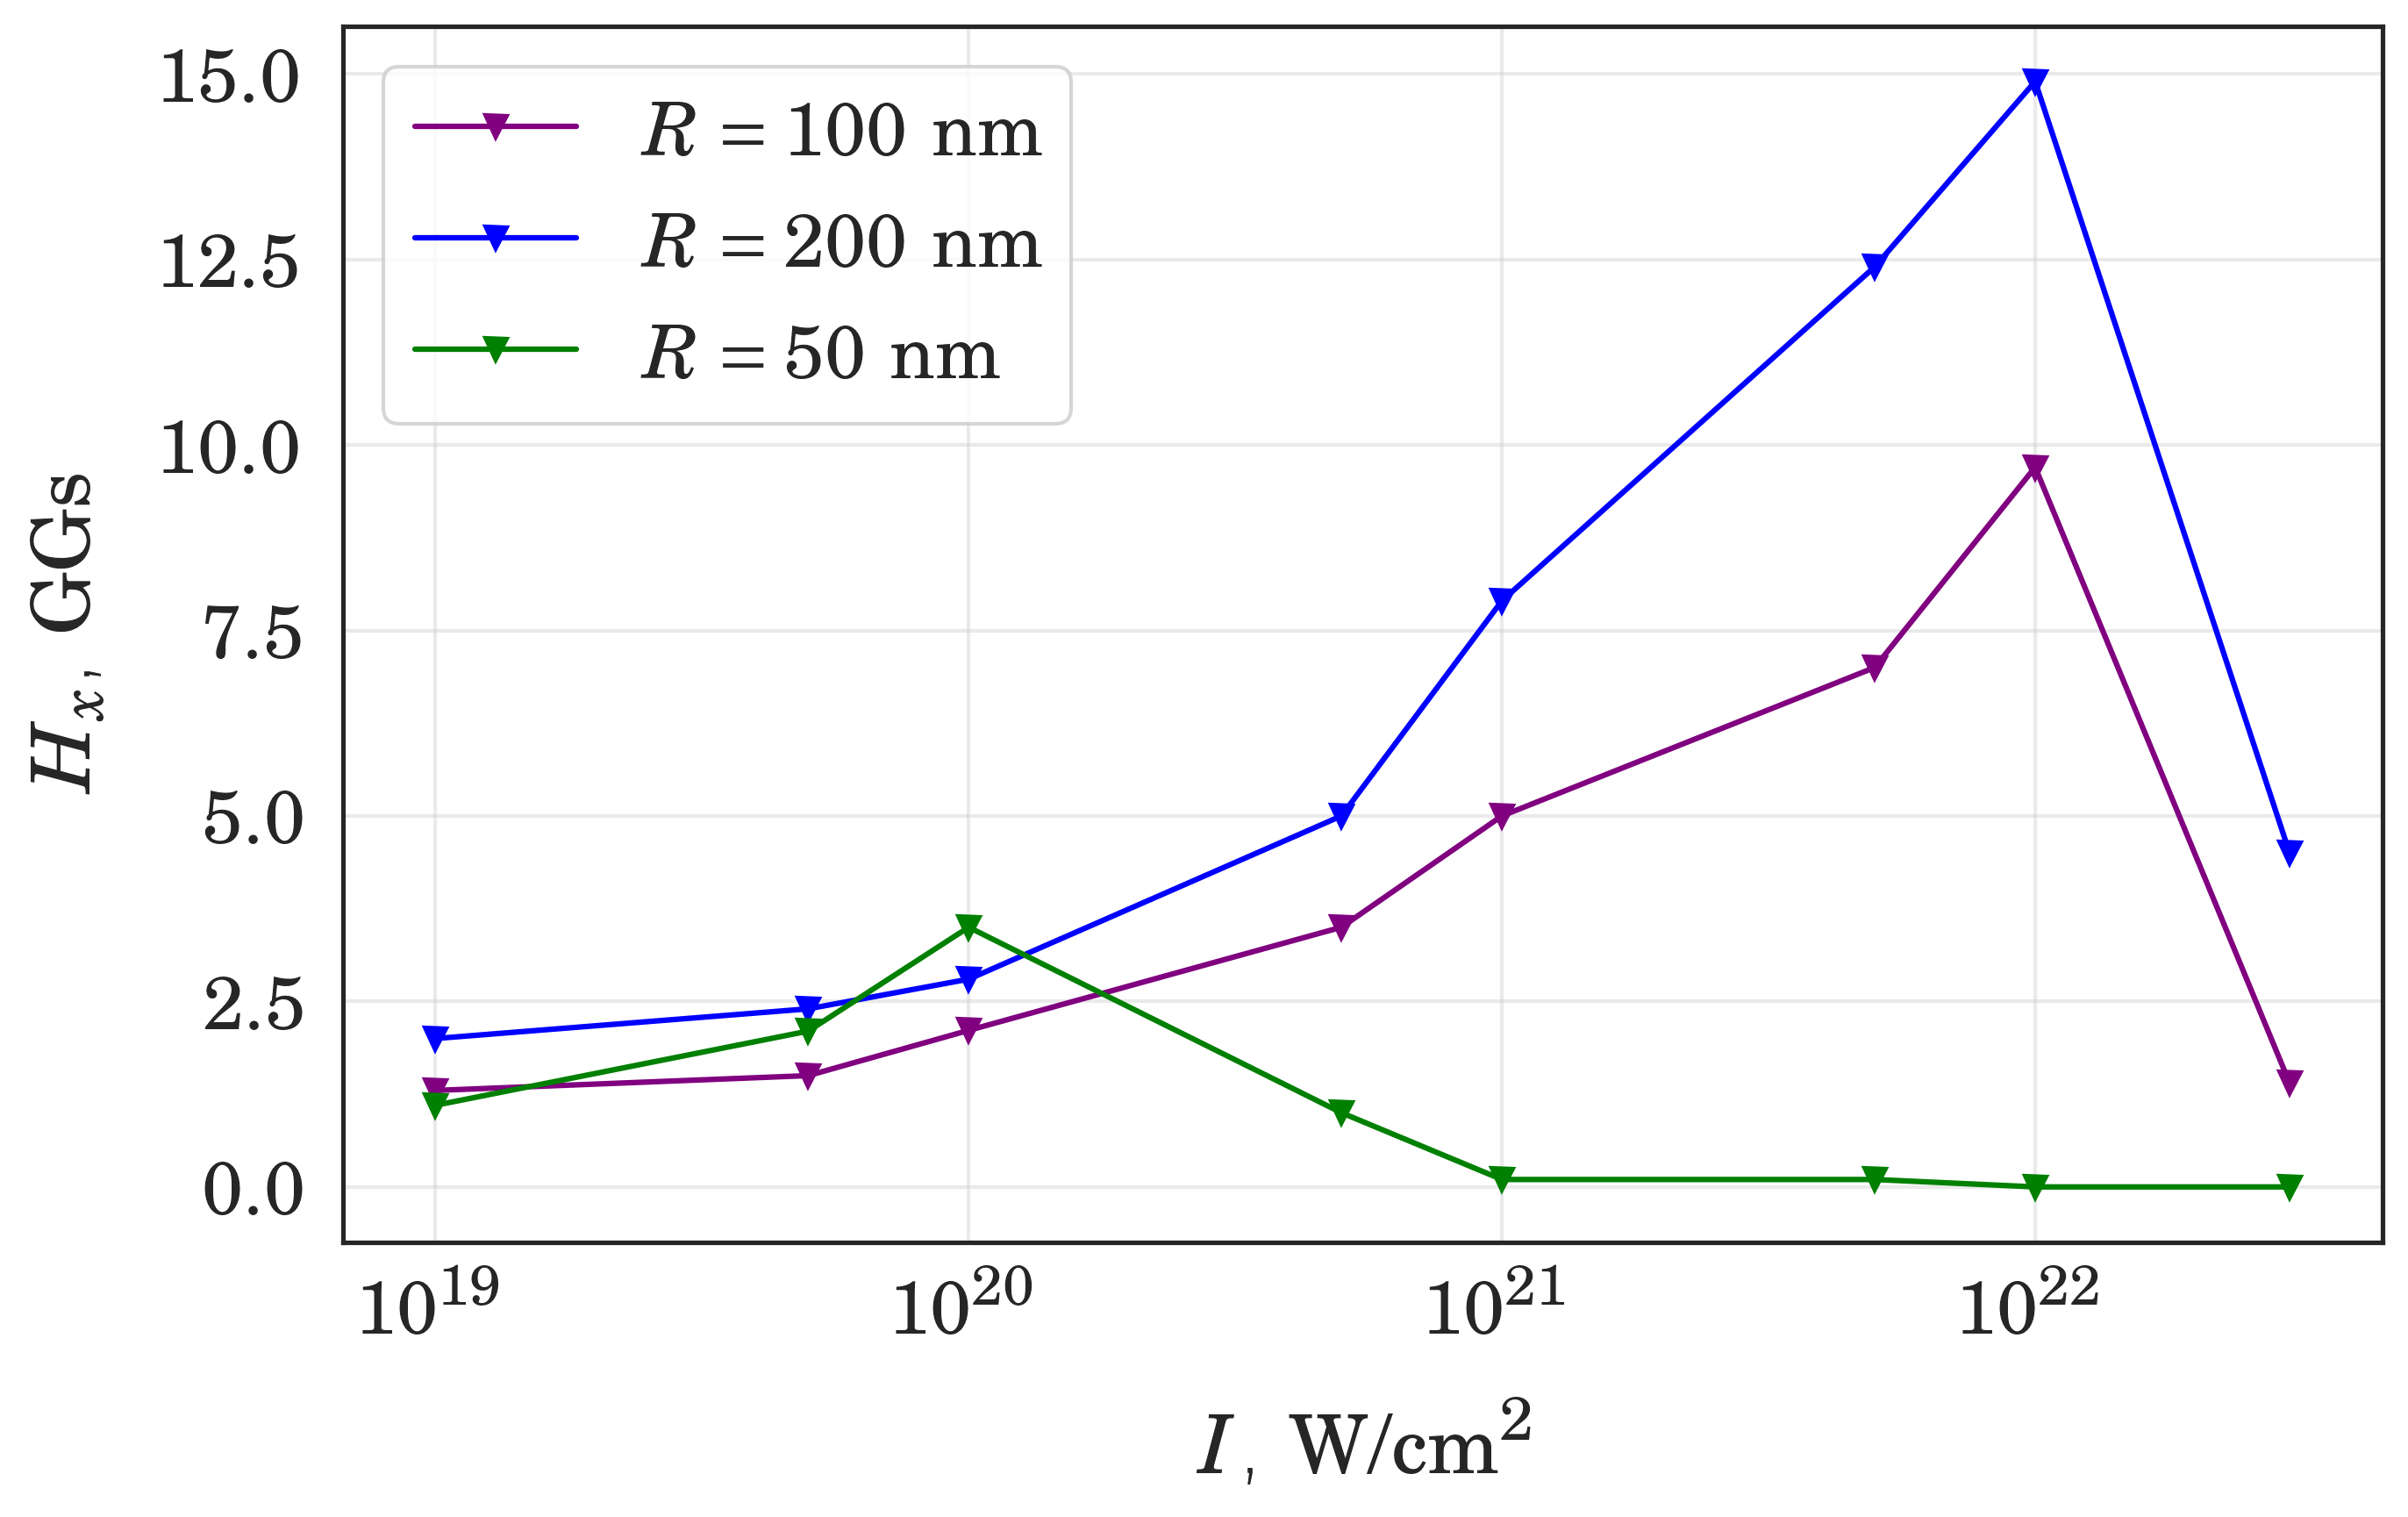 15.0
12.5
10.0
7.5
5.0
2.5
0.0
H_x, GGs
R = 100 nm
R = 200 nm
R = 50 nm
10^19 10^20 10^21 10^22
I, W/cm^2